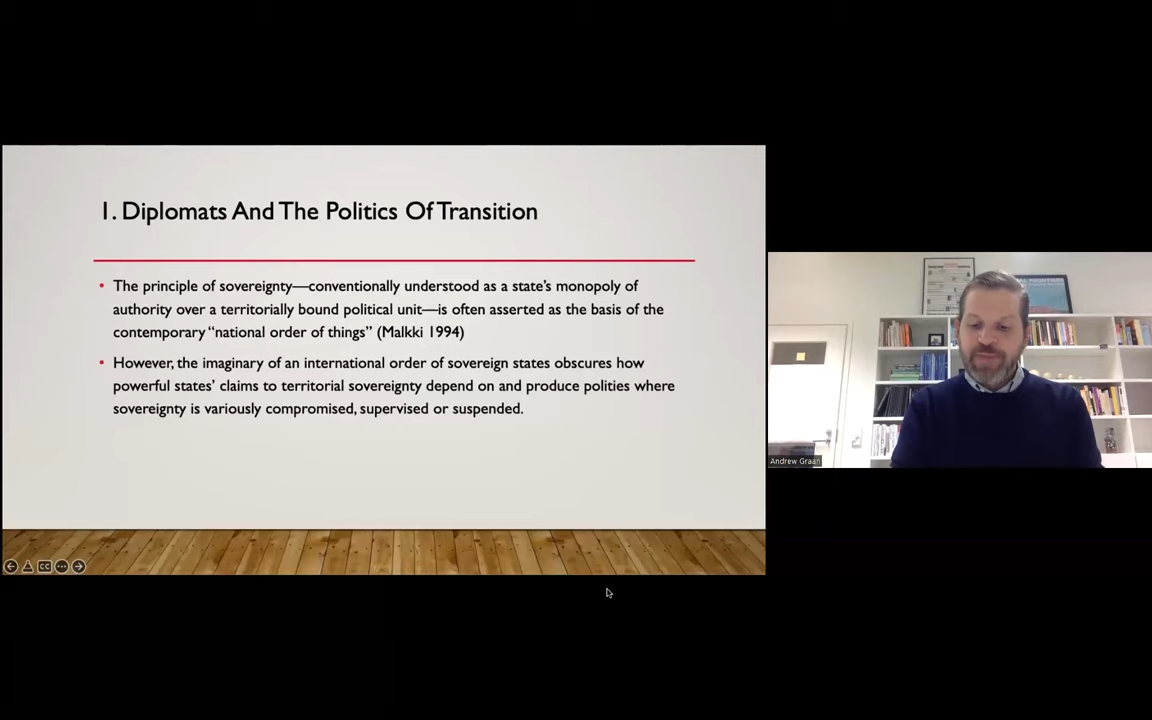 1. Diplomats And The Politics Of Transition
• The principle of sovereignty—conventionally understood as a state’s monopoly of
authority over a territorially bound political unit—is often asserted as the basis of the
contemporary “national order of things” (Malkki 1994)
• However, the imaginary of an international order of sovereign states obscures how
powerful states’ claims to territorial sovereignty depend on and produce polities where
sovereignty is variously compromised, supervised or suspended.
CC
Andrew Graan